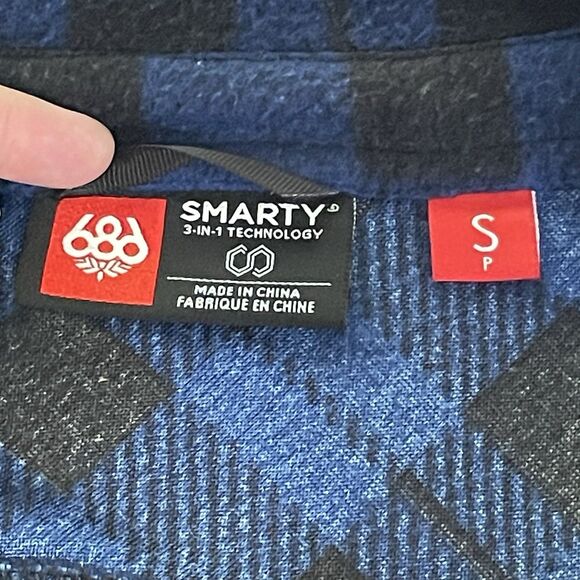 686
SMARTY
3-IN-1 TECHNOLOGY
MADE IN CHINA
FABRIQUE EN CHINE
S
P